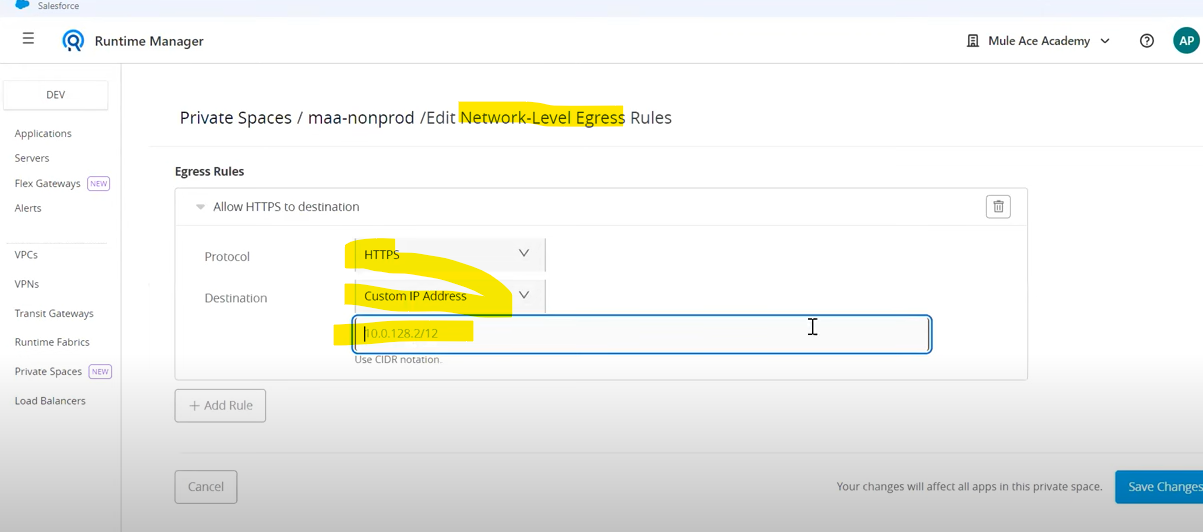 Salesforce
Runtime Manager
Mule Ace Academy
?
AP
DEV
Applications
Servers
Flex Gateways NEW
Alerts
VPCs
VPNs
Transit Gateways
Runtime Fabrics
Private Spaces NEW
Load Balancers
Private Spaces / maa-nonprod /Edit Network-Level Egress Rules
Egress Rules
Allow HTTPS to destination
Protocol
HTTPS
Destination
Custom IP Address
10.0.128.2/12
Use CIDR notation.
+ Add Rule
Cancel
Your changes will affect all apps in this private space.
Save Changes